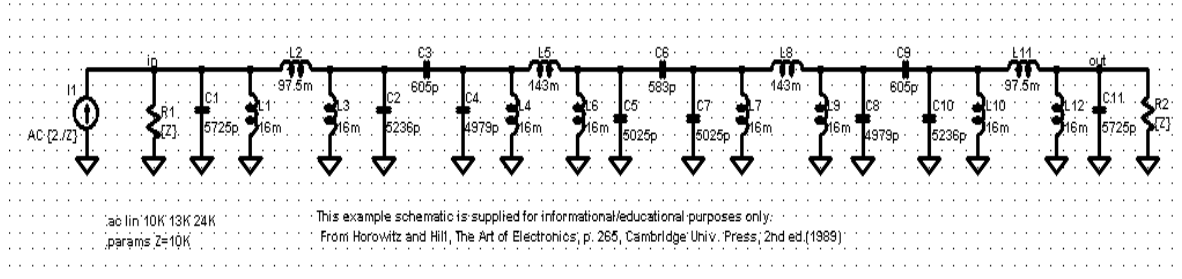 L2 C3 L5 C6 L8 C9 L11
in out
97.5m 605p 143m 583p 143m 605p 97.5m
I1 R1 C1 L1 L3 C2 C4 L4 L6 C5 C7 L7 L9 C8 C10 L10 L12 C11 R2
AC [2./Z] [Z] 5725p 16m 16m 5236p 4979p 16m 16m 5025p 5025p 16m 16m 4979p 5236p 16m 16m 5725p [Z]
.ac lin 10K 13K 24K
.params Z=10K
This example schematic is supplied for informational/educational purposes only.
From Horowitz and Hill, The Art of Electronics, p. 265, Cambridge Univ. Press, 2nd ed.(1989)